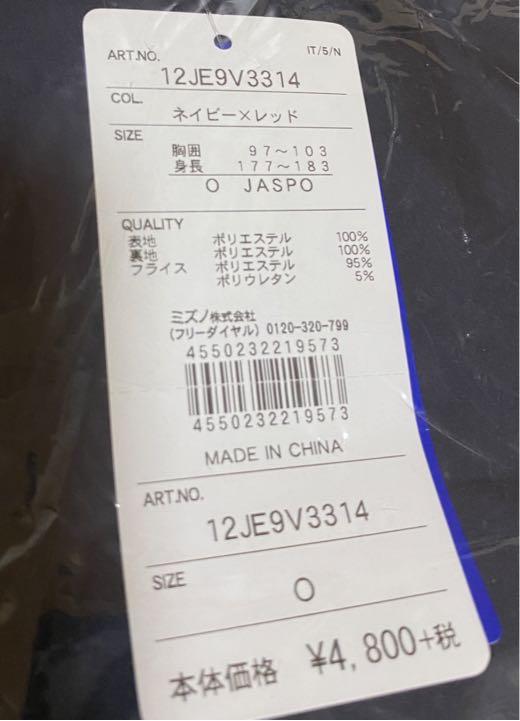 IT/5/N
ART.NO.
12JE9V3314
COL.
ネイビー×レッド
SIZE
胸囲 97～103
身長 177～183
O JASPO
QUALITY
表地 ポリエステル 100%
裏地 ポリエステル 100%
フライス ポリエステル 95%
ポリウレタン 5%
ミズノ株式会社
(フリーダイヤル) 0120-320-799
4550232219573
4550232219573
MADE IN CHINA
ART.NO.
12JE9V3314
SIZE
O
本体価格 ¥4,800+税